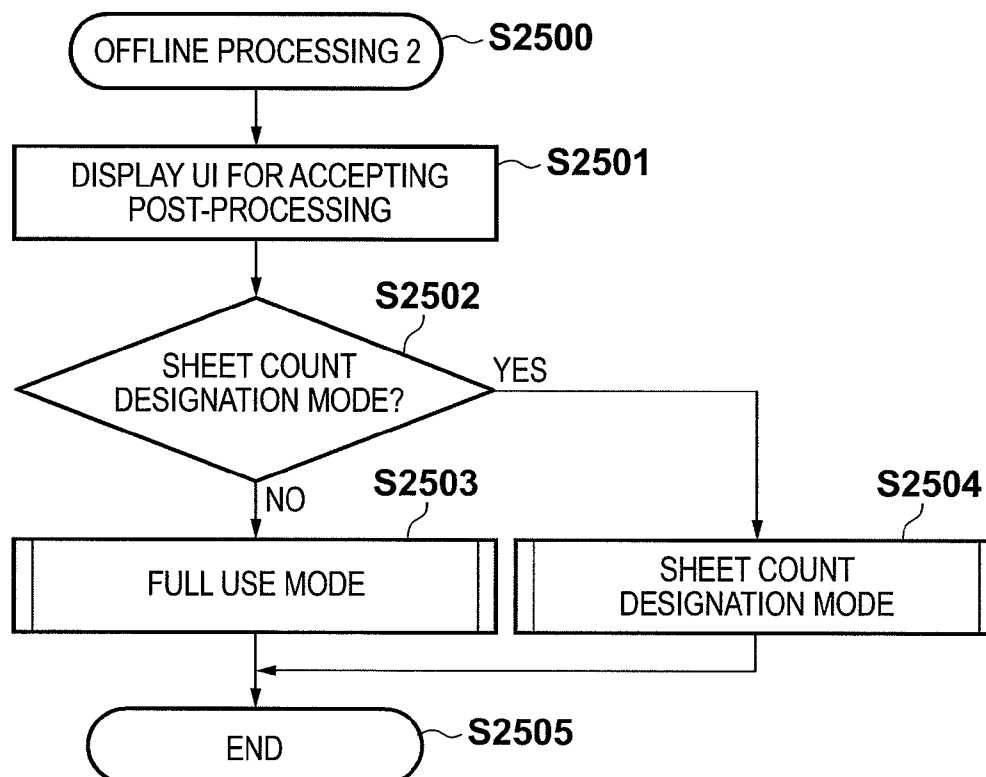 OFFLINE PROCESSING 2
S2500
DISPLAY UI FOR ACCEPTING
POST-PROCESSING
S2501
S2502
SHEET COUNT
DESIGNATION MODE?
YES
NO
S2503
FULL USE MODE
S2504
SHEET COUNT
DESIGNATION MODE
END
S2505